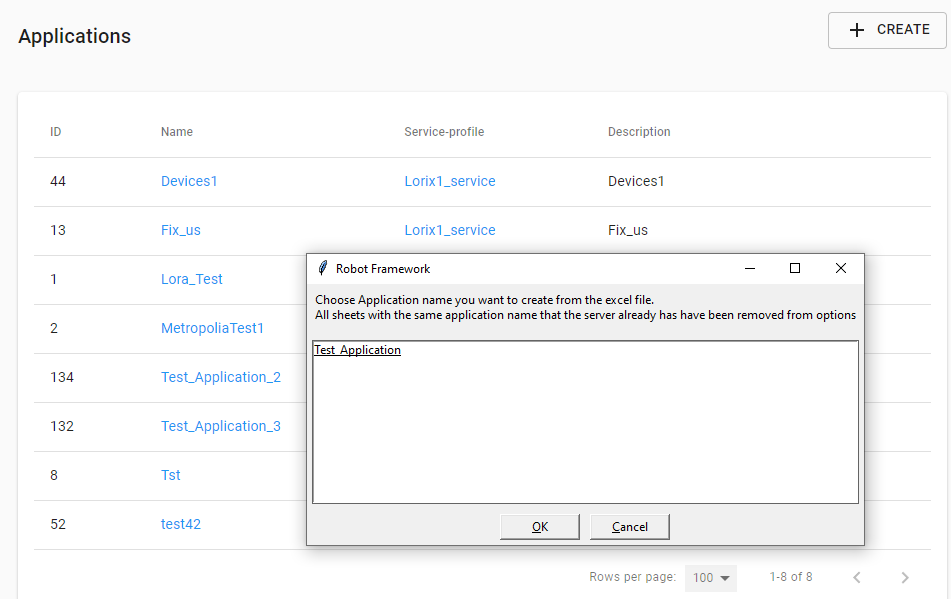 Applications
CREATE
ID Name Service-profile Description
44 Devices1 Lorix1_service Devices1
13 Fix_us Lorix1_service Fix_us
1 Lora_Test
2 MetropoliaTest1
134 Test_Application_2
132 Test_Application_3
8 Tst
52 test42
Robot Framework
Choose Application name you want to create from the excel file.
All sheets with the same application name that the server already has have been removed from options
Test_Application
OK Cancel
Rows per page: 100 1-8 of 8